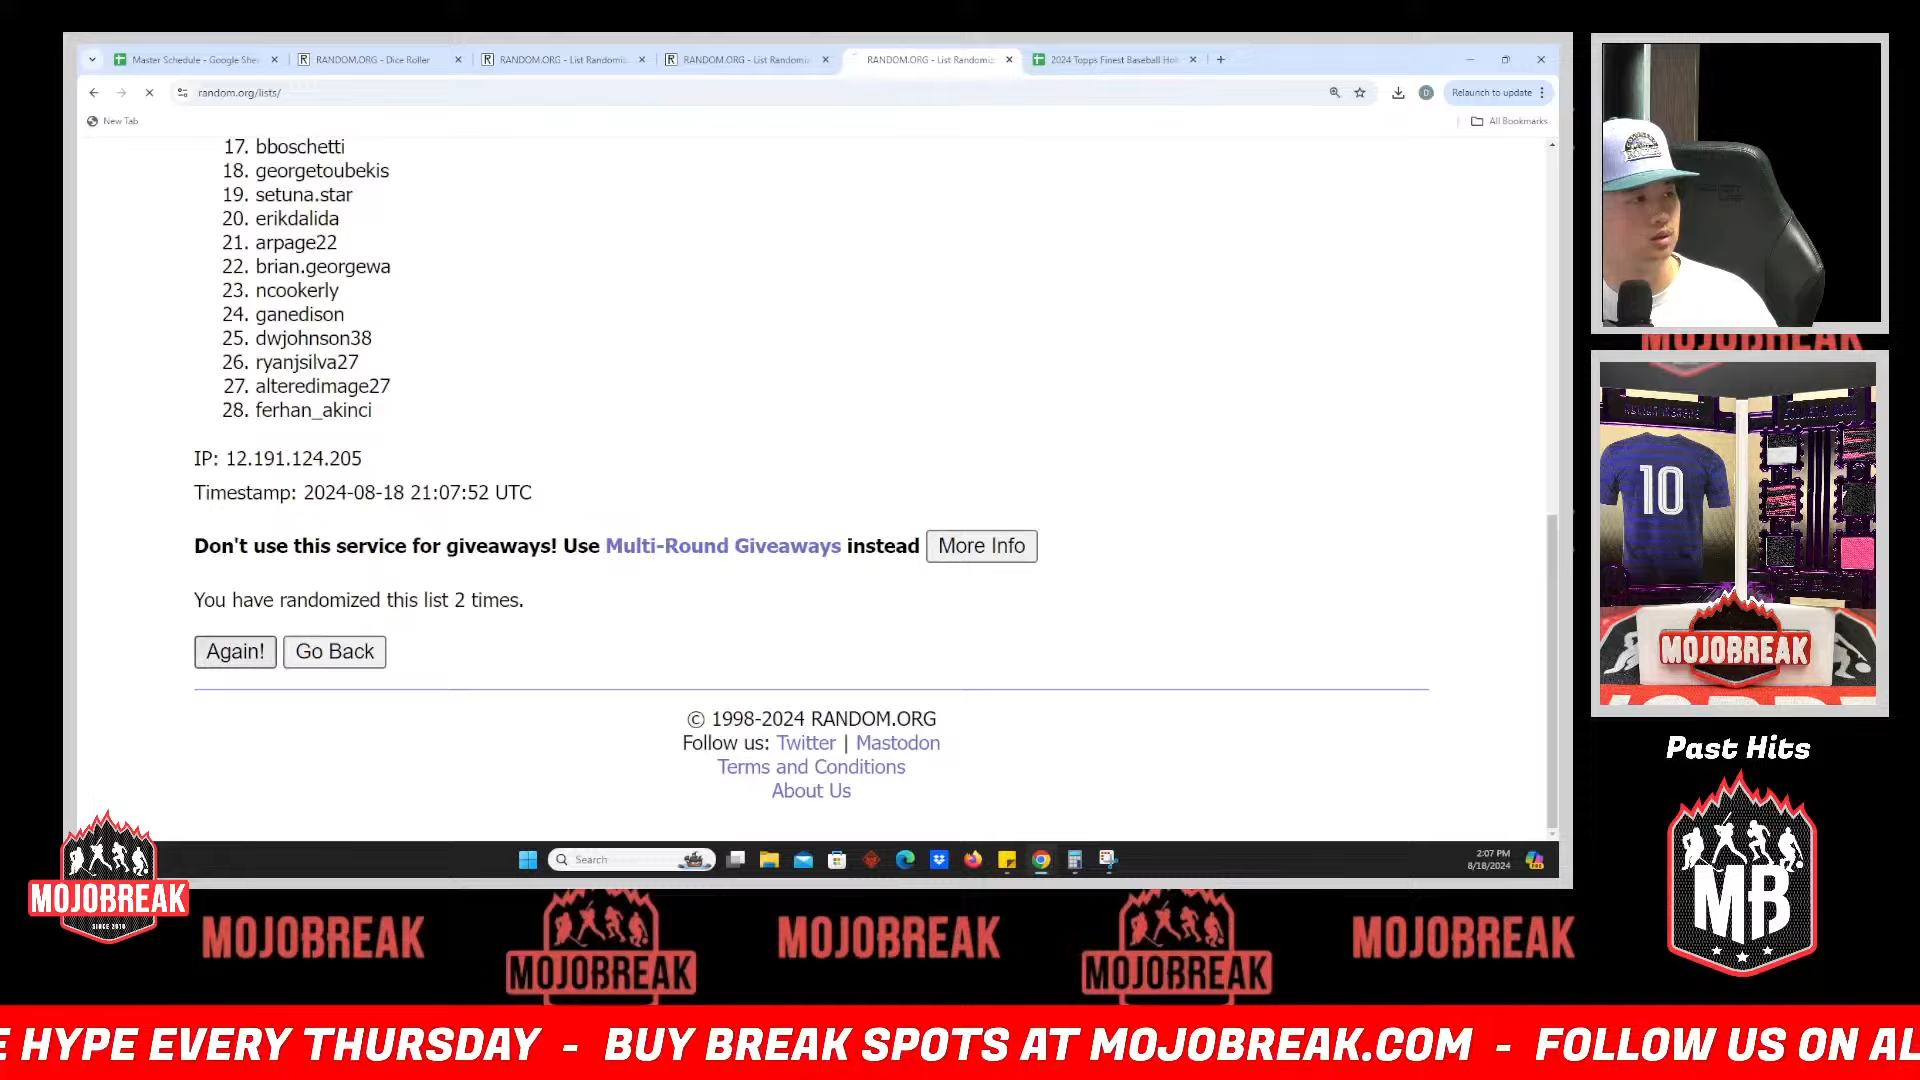 Master Schedule - Google She
RANDOM.ORG - Dice Roller
RANDOM.ORG - List Randomiz
RANDOM.ORG - List Randomiz
RANDOM.ORG - List Randomiz
2024 Topps Finest Baseball Hob
random.org/lists/
D
Relaunch to update
New Tab
All Bookmarks
17. bboschetti
18. georgetoubekis
19. setuna.star
20. erikdalida
21. arpage22
22. brian.georgewa
23. ncookerly
24. ganedison
25. dwjohnson38
26. ryanjsilva27
27. alteredimage27
28. ferhan_akinci
IP: 12.191.124.205
Timestamp: 2024-08-18 21:07:52 UTC
Don't use this service for giveaways! Use Multi-Round Giveaways instead More Info
You have randomized this list 2 times.
Again! Go Back
© 1998-2024 RANDOM.ORG
Follow us: Twitter | Mastodon
Terms and Conditions
About Us
Search
2:07 PM
8/18/2024
MOJOBREAK
10
MOJOBREAK
Past Hits
MB
MOJOBREAK
SINCE 2010
MOJOBREAK
MOJOBREAK
MOJOBREAK
MOJOBREAK
MOJOBREAK
E HYPE EVERY THURSDAY - BUY BREAK SPOTS AT MOJOBREAK.COM - FOLLOW US ON AL